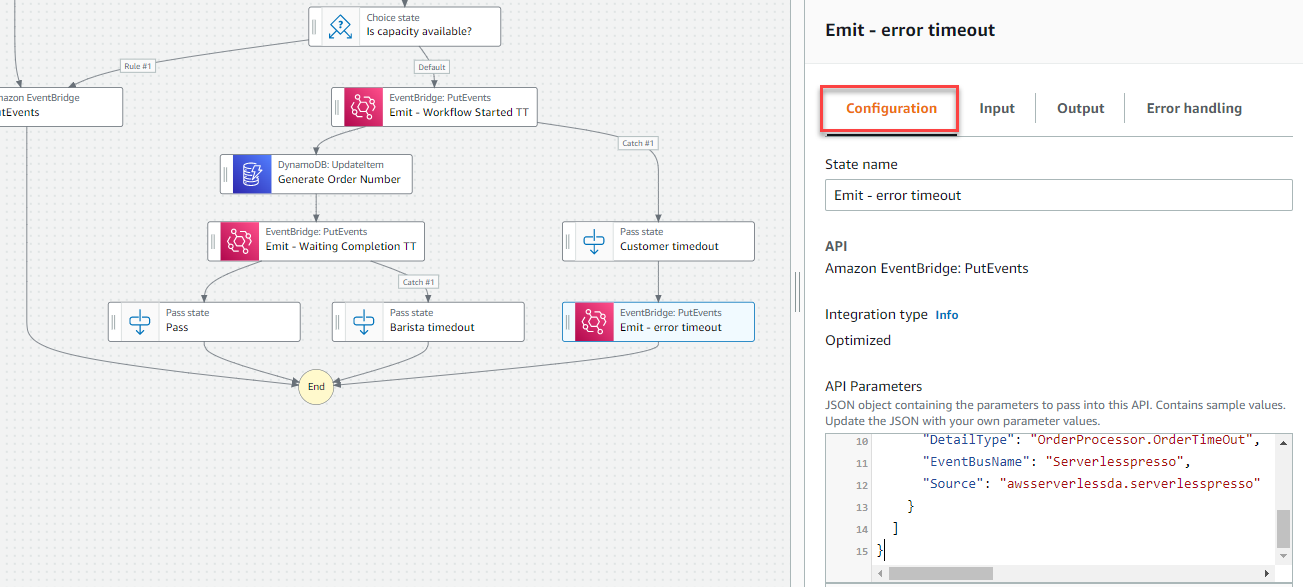 Choice state
Is capacity available?
Rule #1
Default
Amazon EventBridge
EventBridge: PutEvents
Emit - Workflow Started TT
Catch #1
DynamoDB: UpdateItem
Generate Order Number
EventBridge: PutEvents
Emit - Waiting Completion TT
Pass state
Customer timedout
Catch #1
Pass state
Pass
Pass state
Barista timedout
EventBridge: PutEvents
Emit - error timeout
End
Emit - error timeout
Configuration
Input
Output
Error handling
State name
Emit - error timeout
API
Amazon EventBridge: PutEvents
Integration type Info
Optimized
API Parameters
JSON object containing the parameters to pass into this API. Contains sample values.
Update the JSON with your own parameter values.
10 "DetailType": "OrderProcessor.OrderTimeOut",
11 "EventBusName": "Serverlesspresso",
12 "Source": "awsserverlessda.serverlesspresso"
13 }
14 ]
15 }